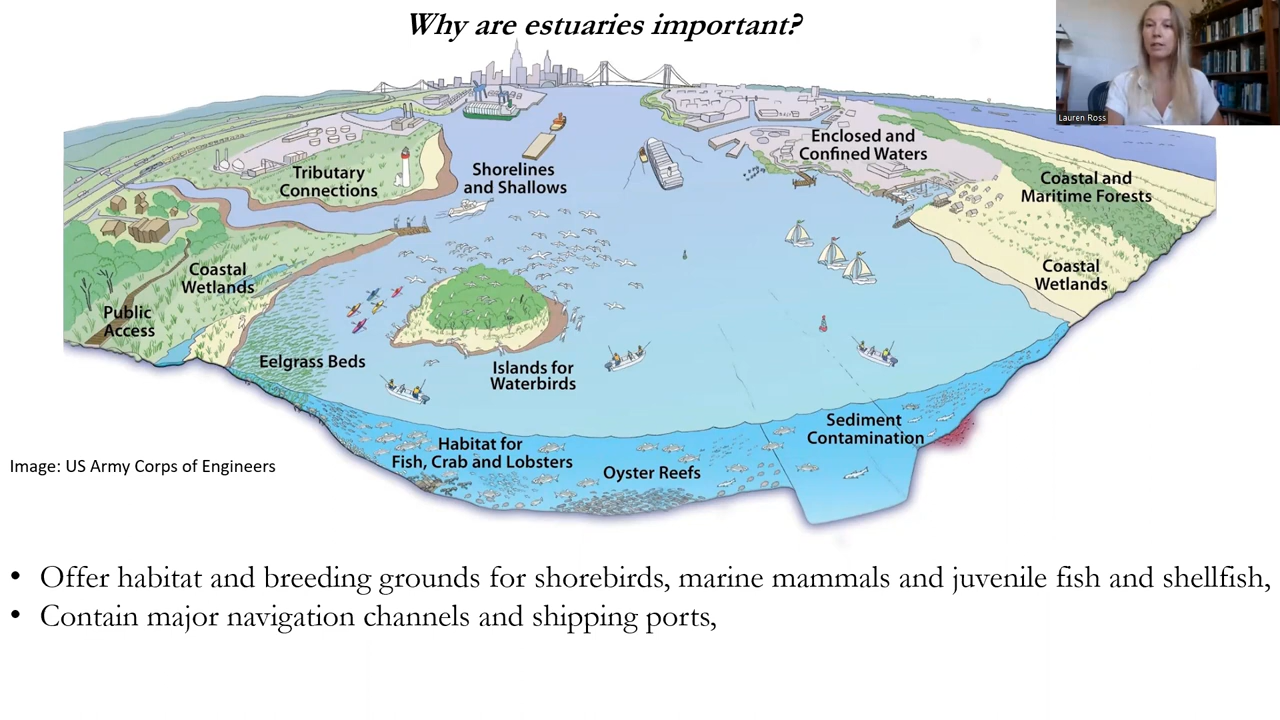 Why are estuaries important?
Lauren Ross
Enclosed and
Confined Waters
Shorelines
and Shallows
Tributary
Connections
Coastal and
Maritime Forests
Coastal
Wetlands
Coastal
Wetlands
Public
Access
Eelgrass Beds
Islands for
Waterbirds
Sediment
Contamination
Habitat for
Fish, Crab and Lobsters
Oyster Reefs
Image: US Army Corps of Engineers
• Offer habitat and breeding grounds for shorebirds, marine mammals and juvenile fish and shellfish,
• Contain major navigation channels and shipping ports,